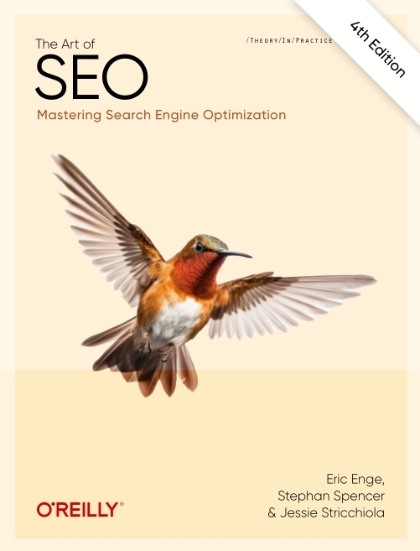 The Art of
SEO
Mastering Search Engine Optimization
/Theory/In/Practice
4th Edition
Eric Enge,
Stephan Spencer
& Jessie Stricchiola
O'REILLY®